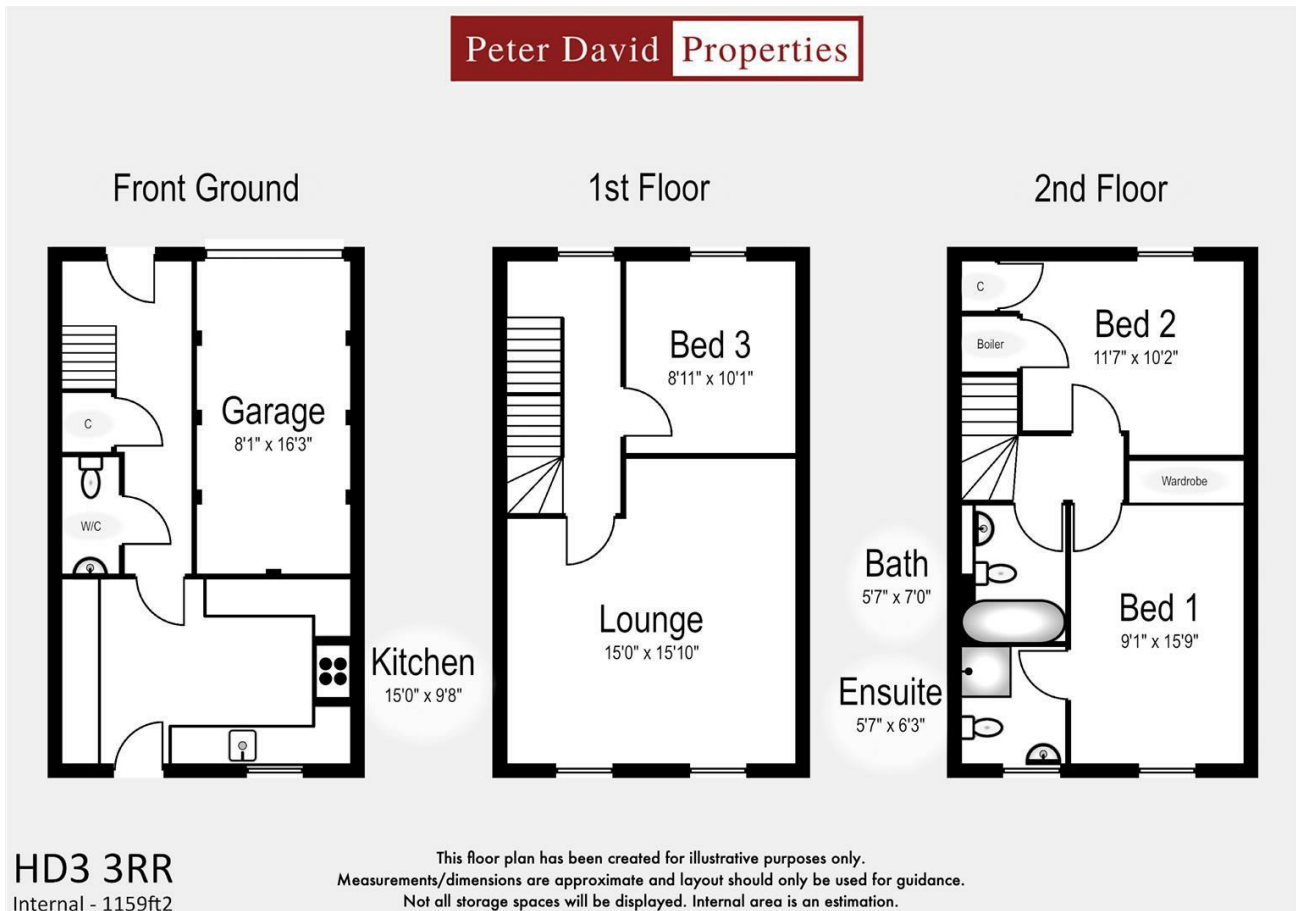 Peter David Properties
Front Ground
1st Floor
2nd Floor
C
Bed 3
8'11" x 10'1"
Boiler
Bed 2
11'7" x 10'2"
Garage
8'1" x 16'3"
C
Wardrobe
W/C
Bath
5'7" x 7'0"
Lounge
15'0" x 15'10"
Bed 1
9'1" x 15'9"
Kitchen
15'0" x 9'8"
Ensuite
5'7" x 6'3"
HD3 3RR
Internal - 1159ft2
This floor plan has been created for illustrative purposes only.
Measurements/dimensions are approximate and layout should only be used for guidance.
Not all storage spaces will be displayed. Internal area is an estimation.